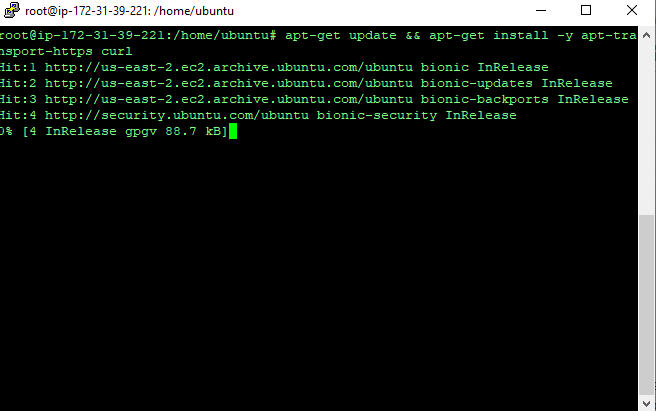 root@ip-172-31-39-221: /home/ubuntu
root@ip-172-31-39-221:/home/ubuntu# apt-get update && apt-get install -y apt-tra
nsport-https curl
Hit:1 http://us-east-2.ec2.archive.ubuntu.com/ubuntu bionic InRelease
Hit:2 http://us-east-2.ec2.archive.ubuntu.com/ubuntu bionic-updates InRelease
Hit:3 http://us-east-2.ec2.archive.ubuntu.com/ubuntu bionic-backports InRelease
Hit:4 http://security.ubuntu.com/ubuntu bionic-security InRelease
0% [4 InRelease gpgv 88.7 kB]